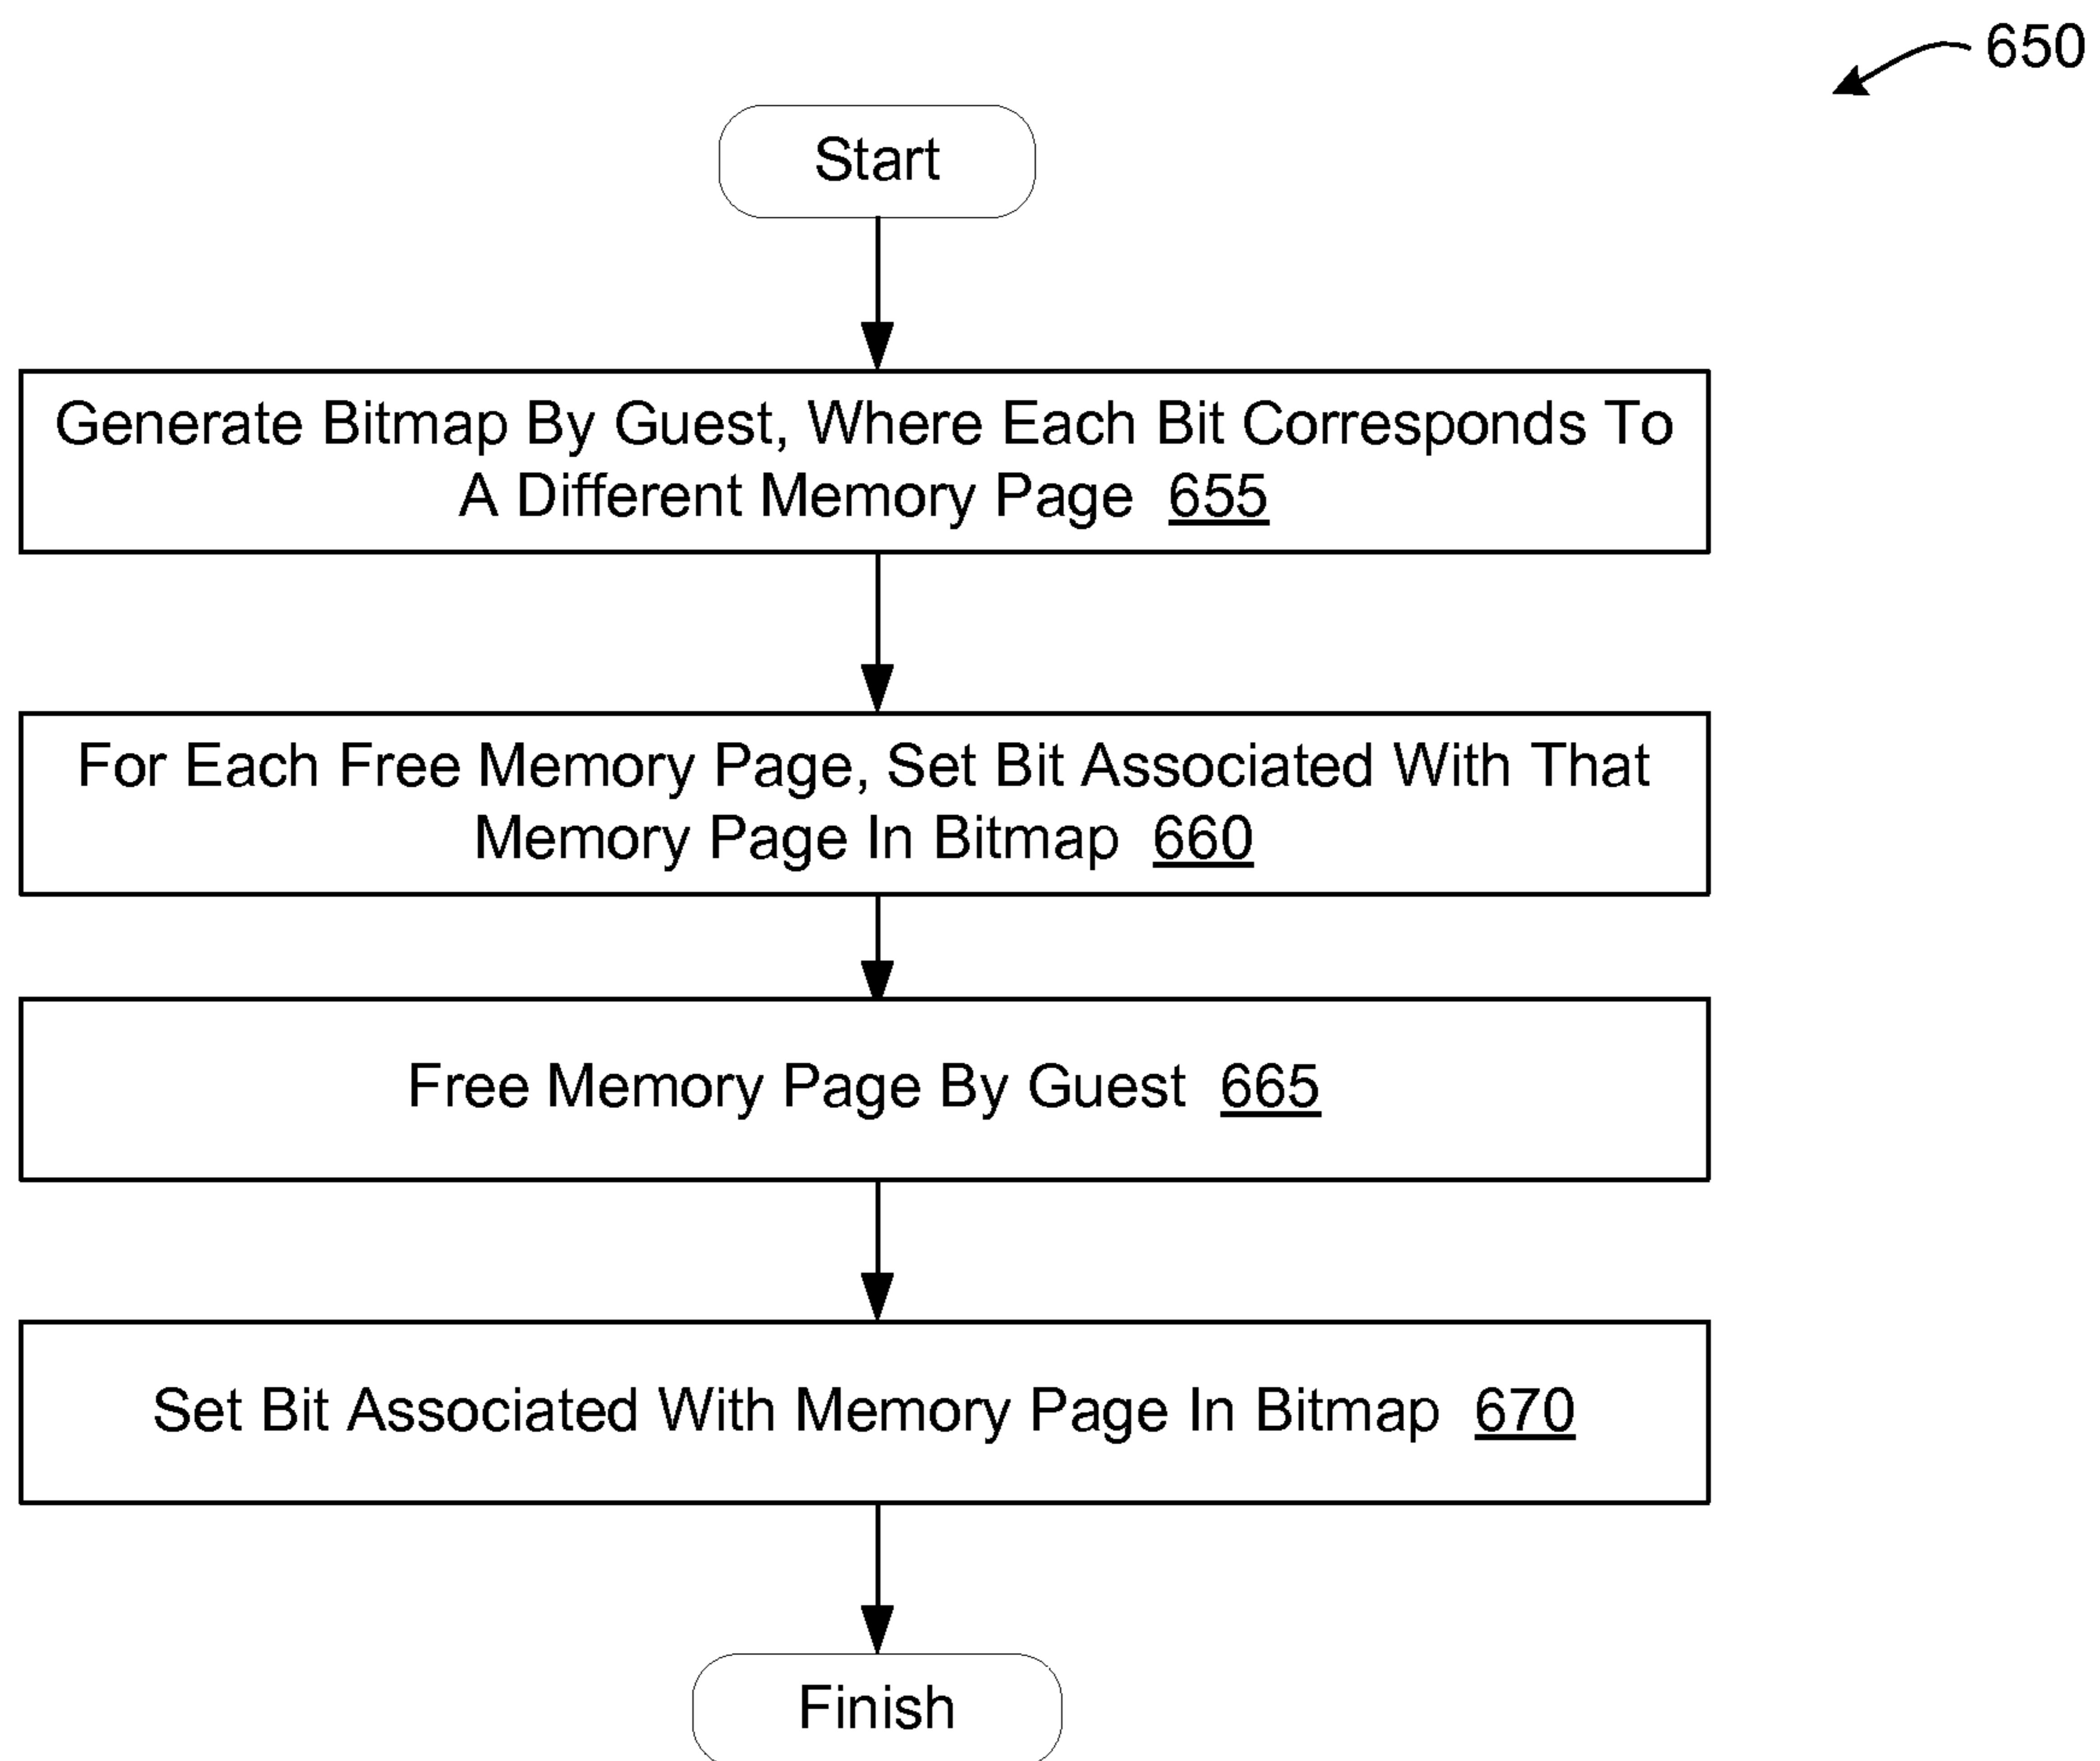 650
Start
Generate Bitmap By Guest, Where Each Bit Corresponds To
A Different Memory Page 655
For Each Free Memory Page, Set Bit Associated With That
Memory Page In Bitmap 660
Free Memory Page By Guest 665
Set Bit Associated With Memory Page In Bitmap 670
Finish